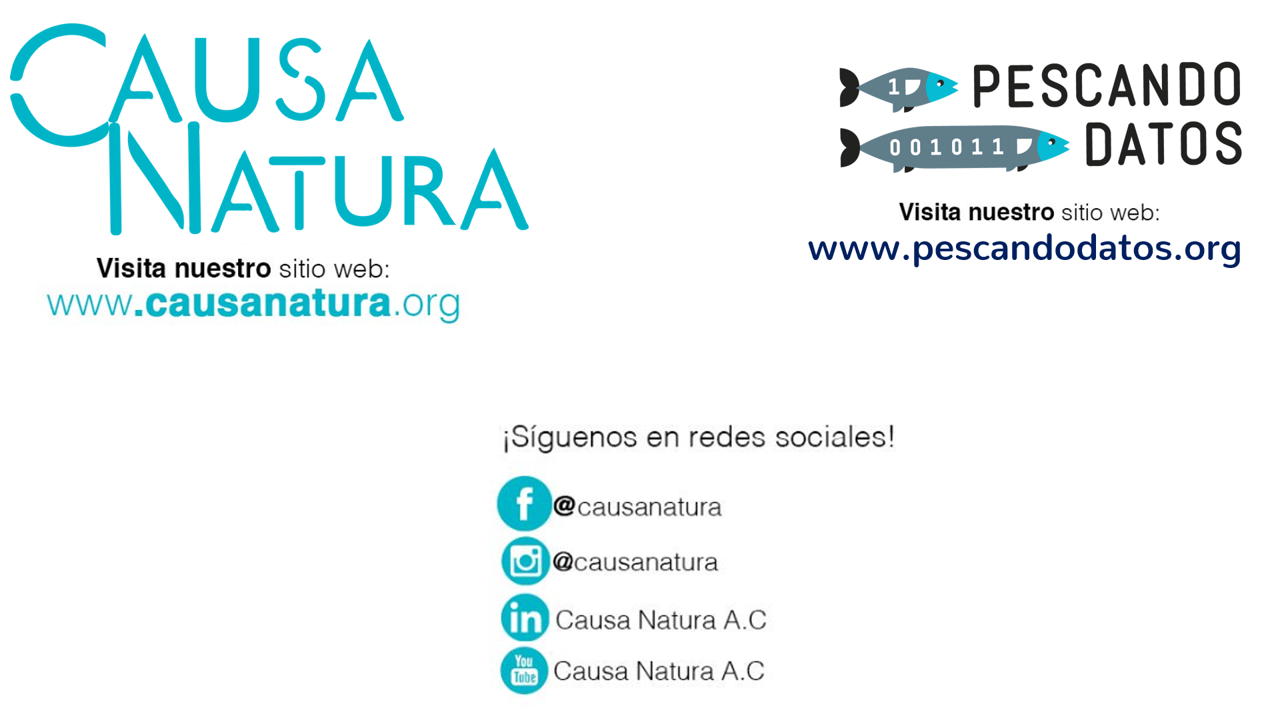 CAUSA
NATURA
Visita nuestro sitio web:
www.causanatura.org
1
PESCANDO
001011
DATOS
Visita nuestro sitio web:
www.pescandodatos.org
¡Síguenos en redes sociales!
f @causanatura
@causanatura
in Causa Natura A.C
You Tube Causa Natura A.C